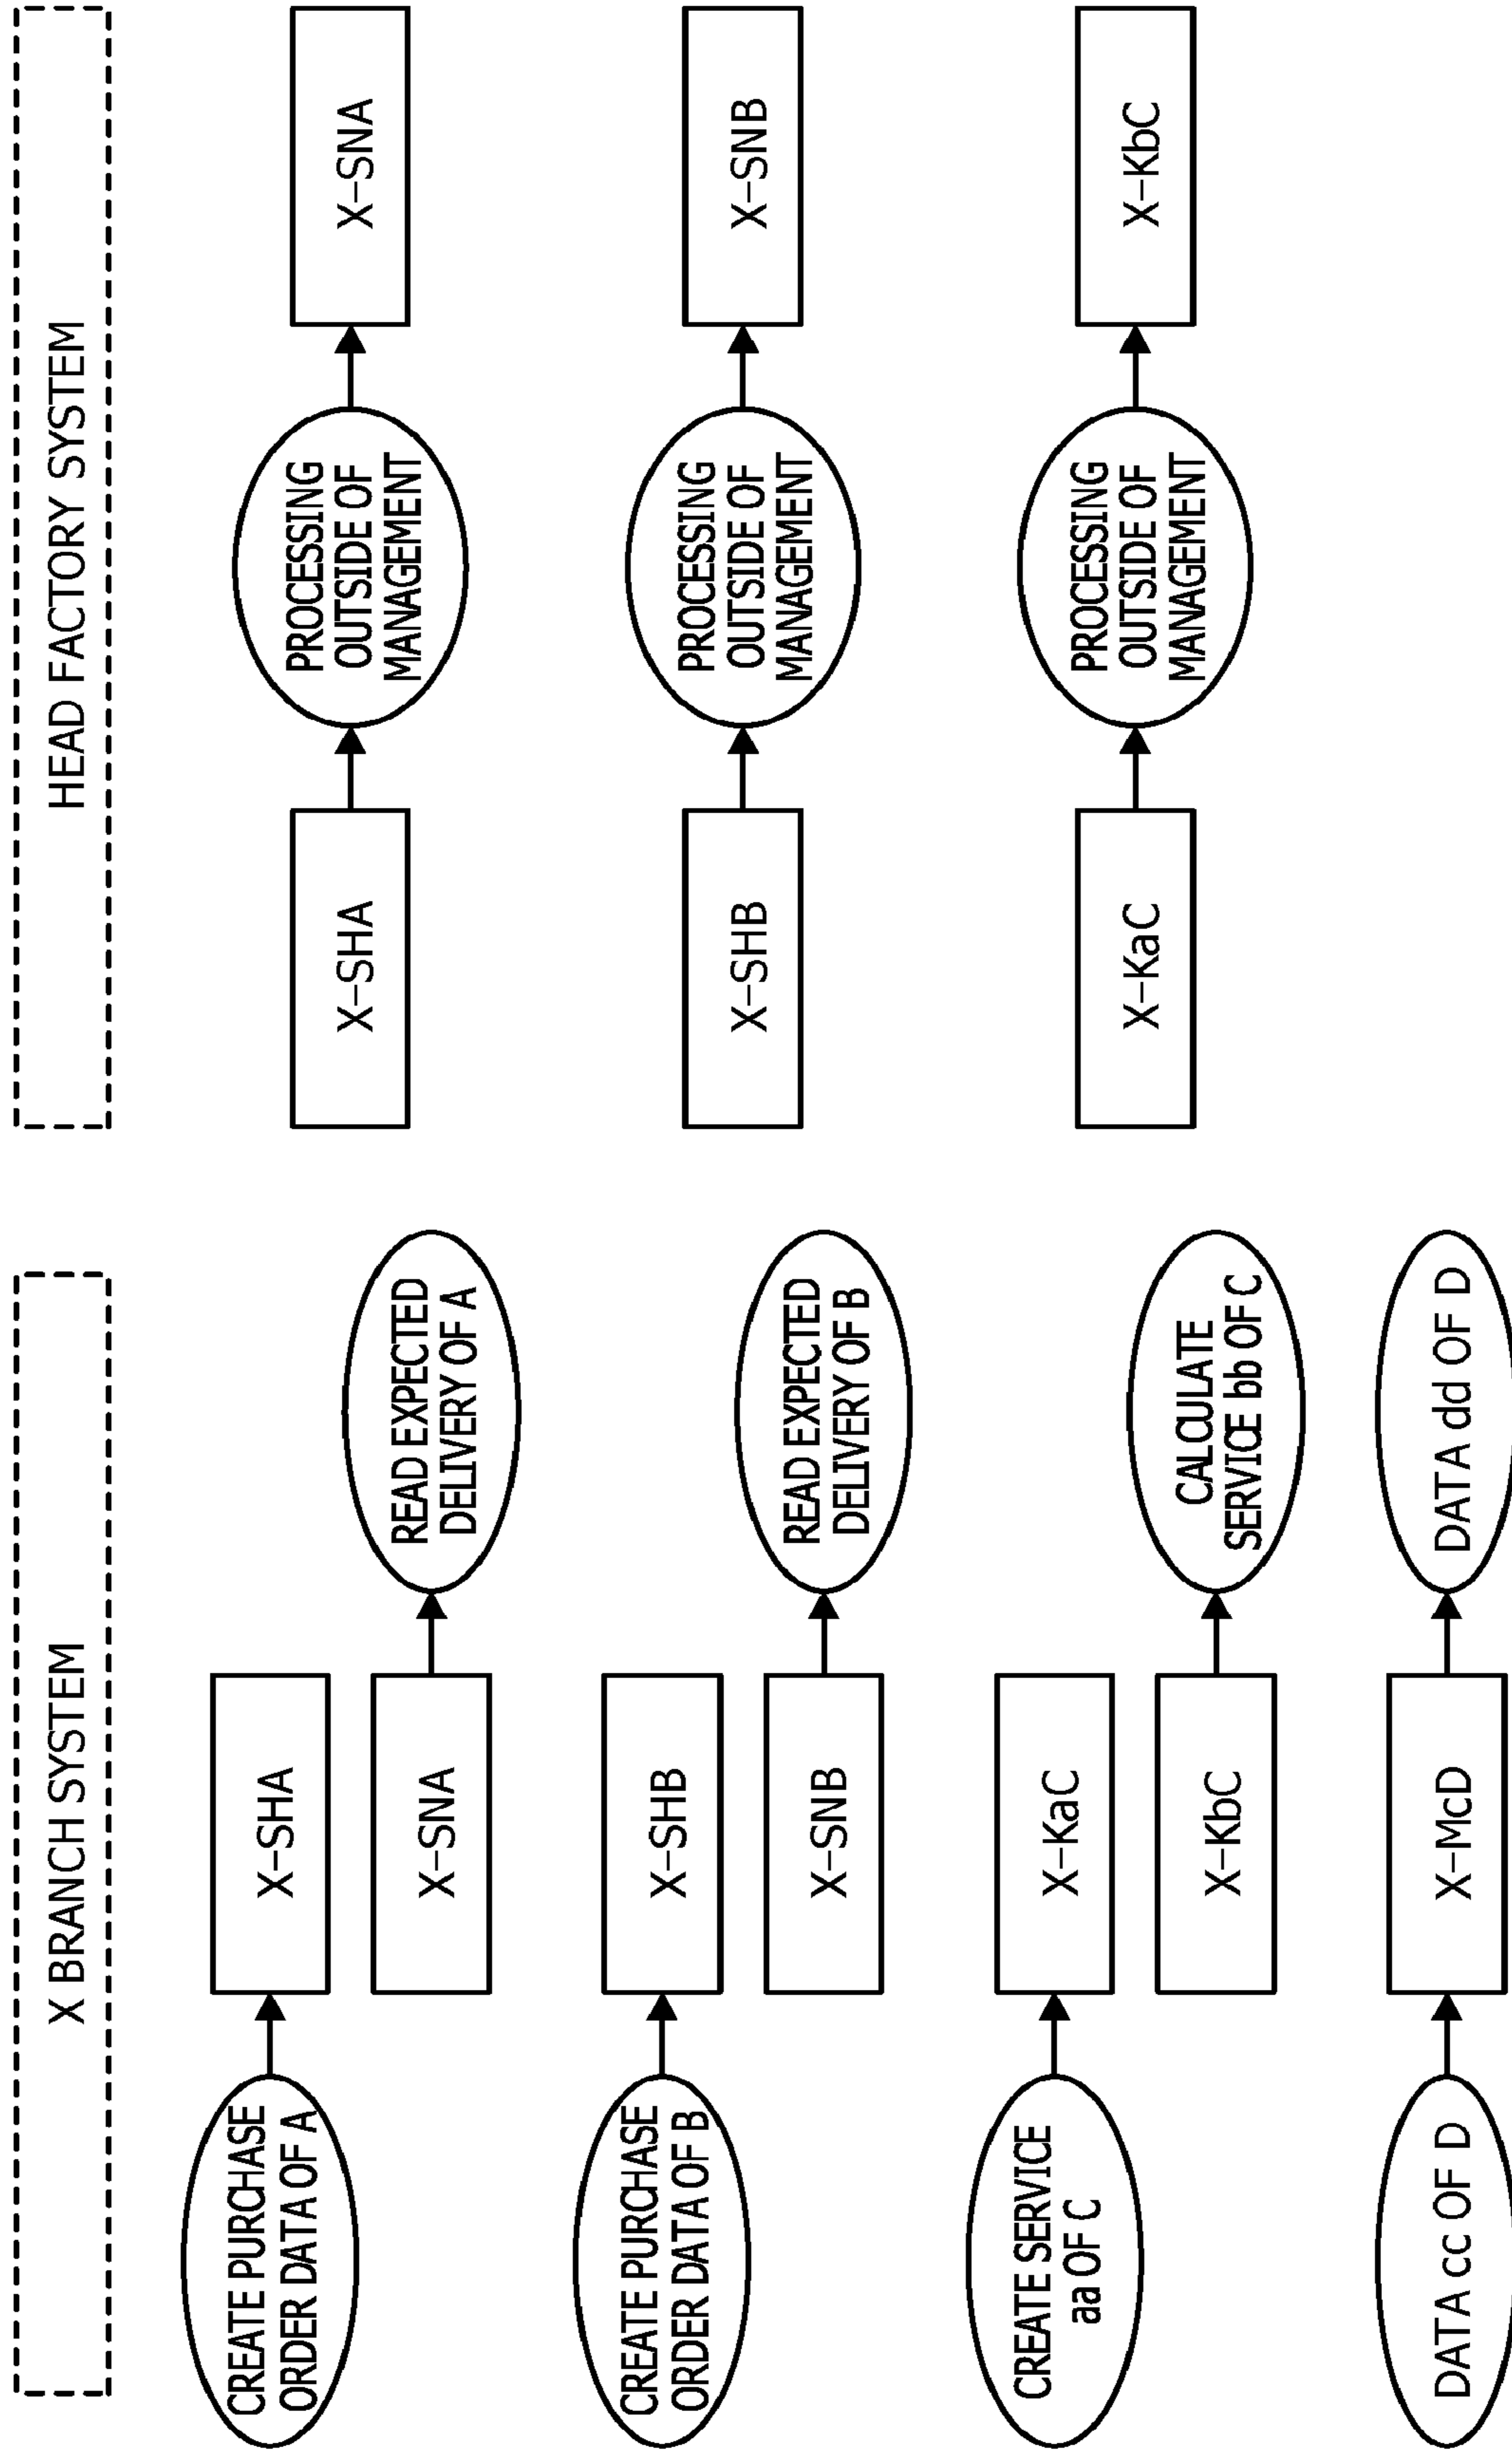 X BRANCH SYSTEM
HEAD FACTORY SYSTEM
CREATE PURCHASE
ORDER DATA OF A
X-SHA
X-SNA
READ EXPECTED
DELIVERY OF A
X-SHA
PROCESSING
OUTSIDE OF
MANAGEMENT
X-SNA
CREATE PURCHASE
ORDER DATA OF B
X-SHB
X-SNB
READ EXPECTED
DELIVERY OF B
X-SHB
PROCESSING
OUTSIDE OF
MANAGEMENT
X-SNB
CREATE SERVICE
aa OF C
X-KaC
X-KbC
CALCULATE
SERVICE bb OF C
X-KaC
PROCESSING
OUTSIDE OF
MANAGEMENT
X-KbC
DATA cc OF D
X-McD
DATA dd OF D